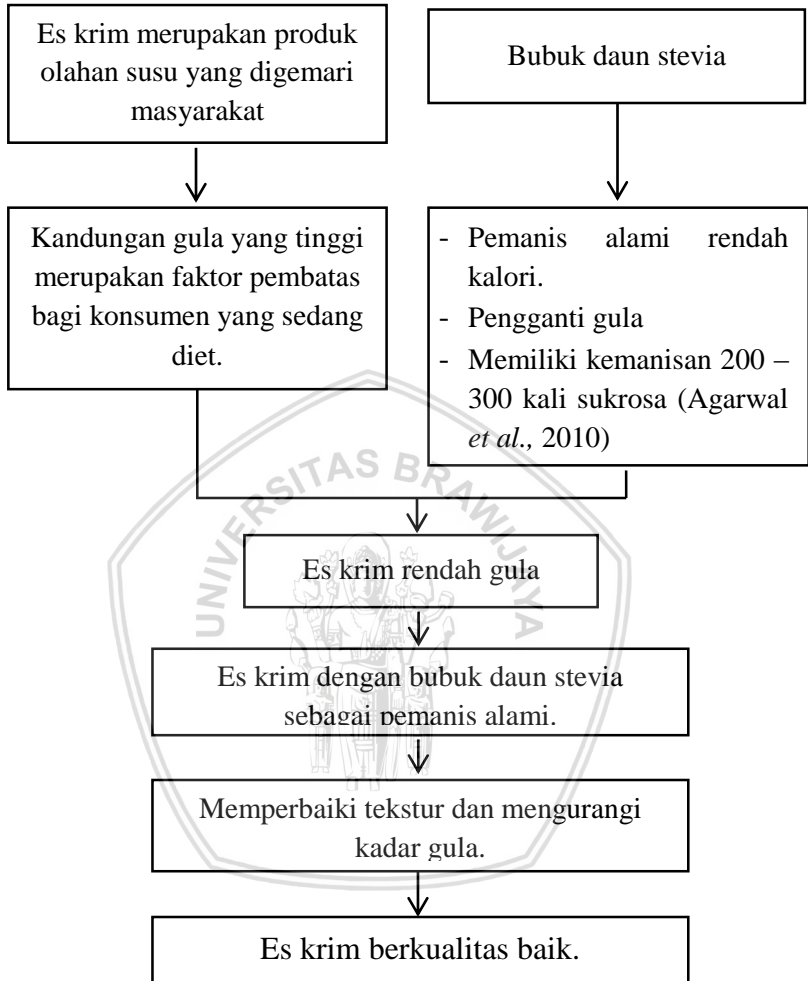 Es krim merupakan produk
olahan susu yang digemari
masyarakat
Bubuk daun stevia
Kandungan gula yang tinggi
merupakan faktor pembatas
bagi konsumen yang sedang
diet.
- Pemanis alami rendah
kalori.
- Pengganti gula
- Memiliki kemanisan 200 –
300 kali sukrosa (Agarwal
et al., 2010)
UNIVERSITAS BRAWIJAYA
Es krim rendah gula
Es krim dengan bubuk daun stevia
sebagai pemanis alami.
Memperbaiki tekstur dan mengurangi
kadar gula.
Es krim berkualitas baik.